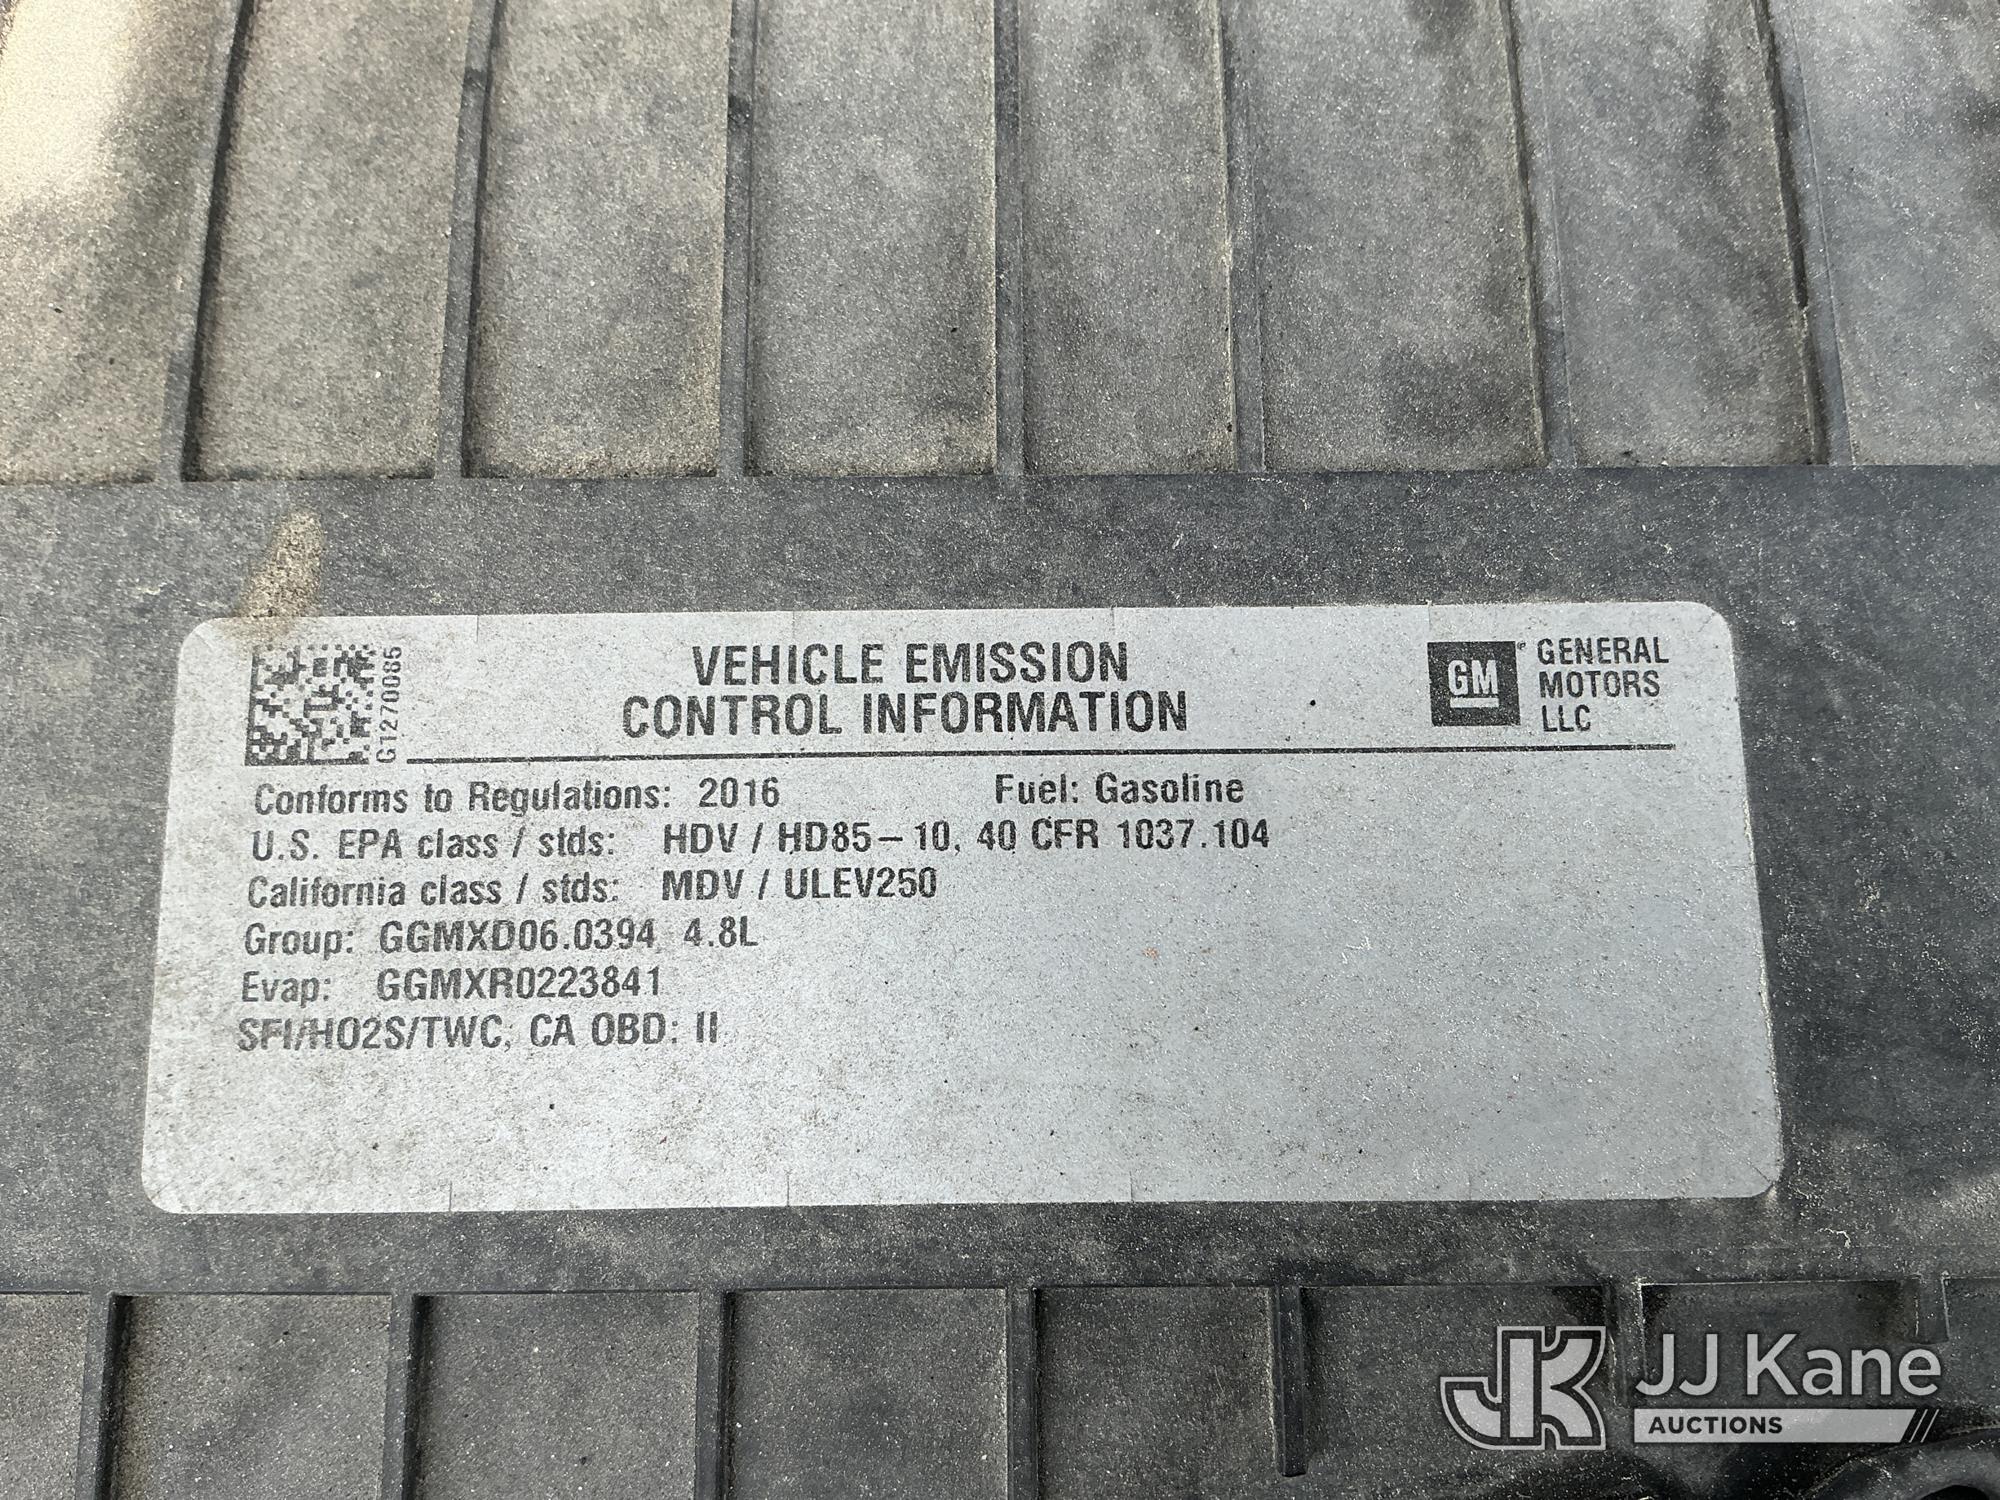 GT270085
VEHICLE EMISSION
CONTROL INFORMATION
GM
GENERAL
MOTORS
LLC
Conforms to Regulations: 2016 Fuel: Gasoline
U.S. EPA class / stds: HDV / HD85-10, 40 CFR 1037.104
California class / stds: MDV / ULEV250
Group: GGMXD06.0394 4.8L
Evap: GGMXR0223841
SFI/HO2S/TWC, CA OBD: II
JK
JJ Kane
AUCTIONS